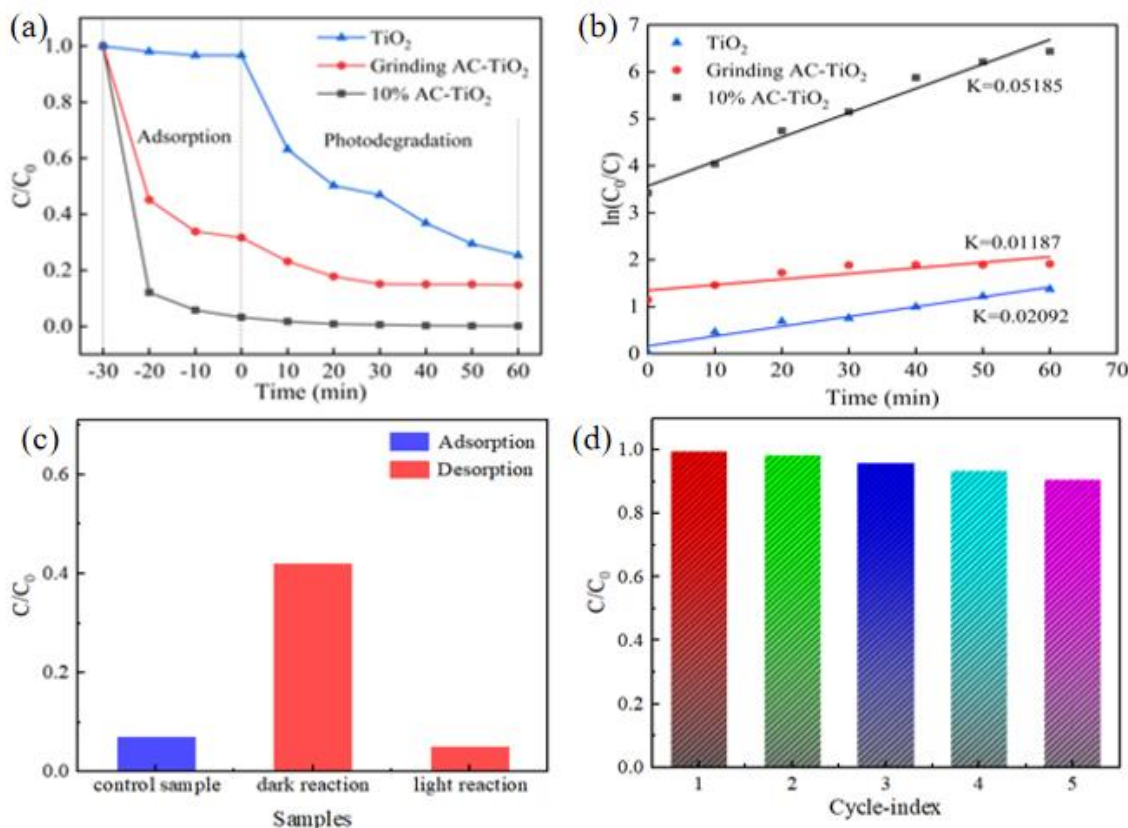 (a)
TiO₂
Grinding AC-TiO₂
10% AC-TiO₂
Adsorption
Photodegradation
C/C₀
1.0
0.8
0.6
0.4
0.2
0.0
-30 -20 -10 0 10 20 30 40 50 60
Time (min)
(b)
TiO₂
Grinding AC-TiO₂
10% AC-TiO₂
K=0.05185
K=0.01187
K=0.02092
ln(C₀/C)
7
6
5
4
3
2
1
0
0 10 20 30 40 50 60 70
Time (min)
(c)
Adsorption
Desorption
C/C₀
0.6
0.4
0.2
0.0
control sample dark reaction light reaction
Samples
(d)
C/C₀
1.0
0.8
0.6
0.4
0.2
0.0
1 2 3 4 5
Cycle-index